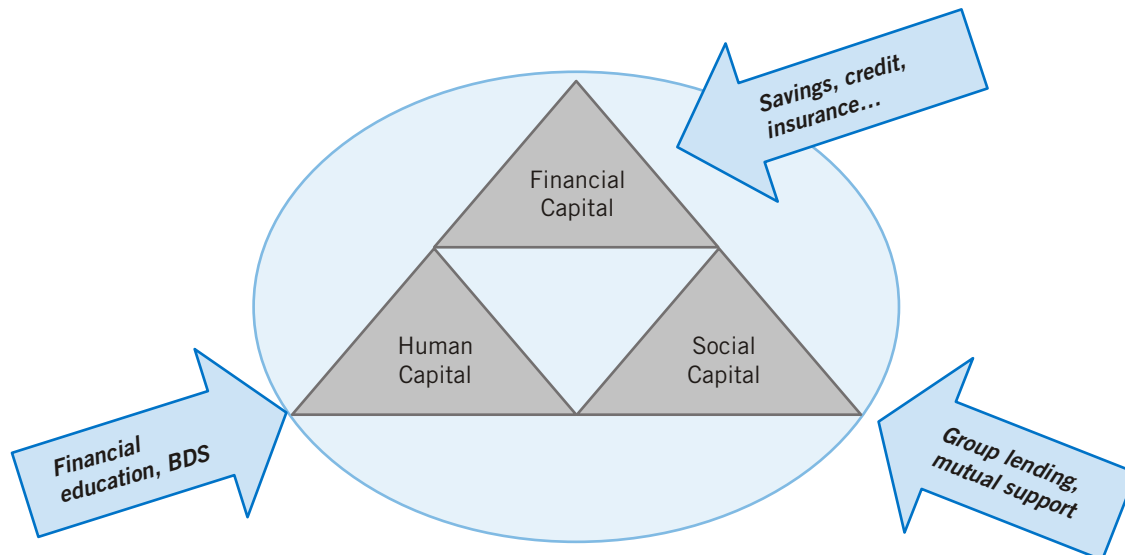 Savings, credit,
insurance…
Financial
Capital
Human
Capital
Social
Capital
Financial
education, BDS
Group lending,
mutual support